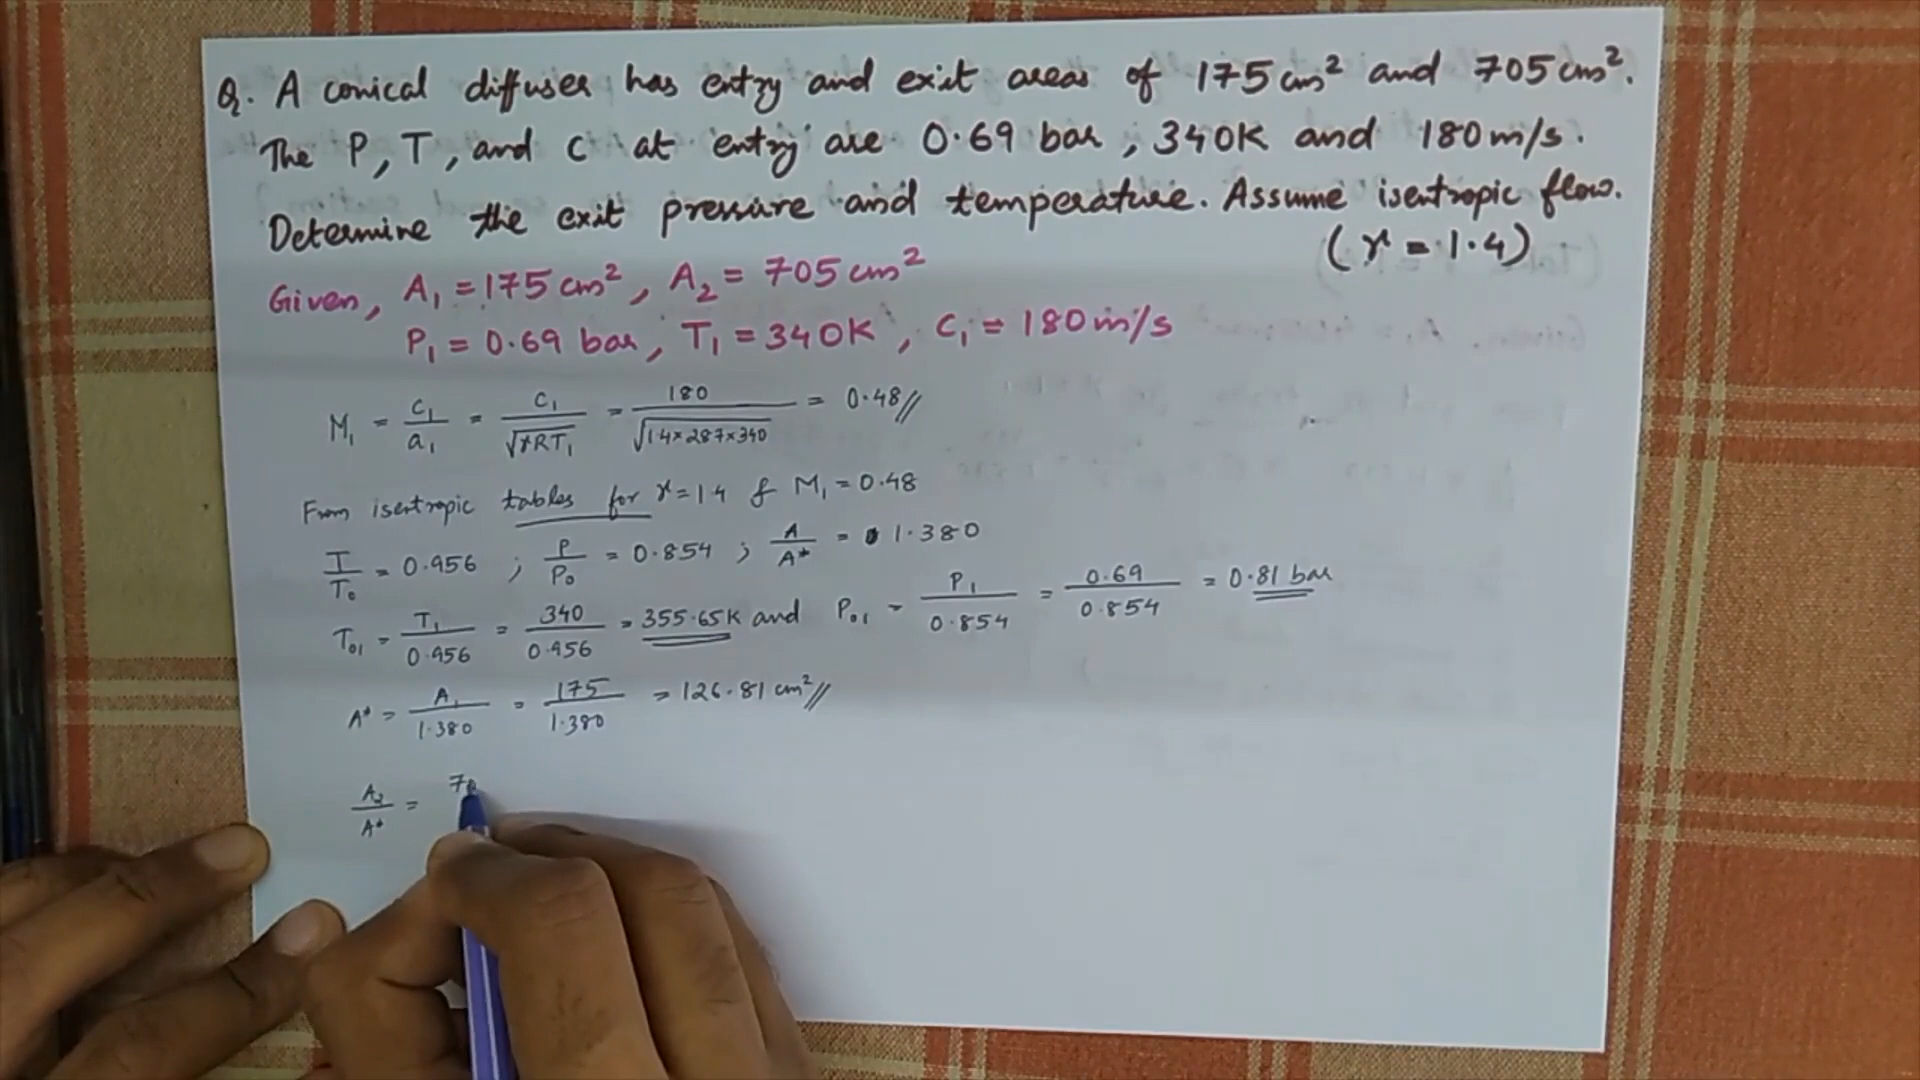 Q. A conical diffuser has entry and exit areas of 175 cm² and 705 cm².
The P, T, and C at 'entry' are 0.69 bar, 340K and 180 m/s.
Determine the exit pressure and temperature. Assume isentropic flow.
(γ = 1.4)
Given, A₁ = 175 cm², A₂ = 705 cm²
P₁ = 0.69 bar, T₁ = 340K, C₁ = 180 m/s
M₁ = C₁/a₁ = C₁/√(γRT₁) = 180/√(1.4×287×340) = 0.48//
From isentropic tables for γ = 1.4 & M₁ = 0.48
T/T₀ = 0.956 ; P/P₀ = 0.854 ; A/A* = 1.380
T₀₁ = T₁/0.956 = 340/0.956 = 355.65K and P₀₁ = P₁/0.854 = 0.69/0.854 = 0.81 bar
A* = A₁/1.380 = 175/1.380 = 126.81 cm²//
A₂/A* = 70